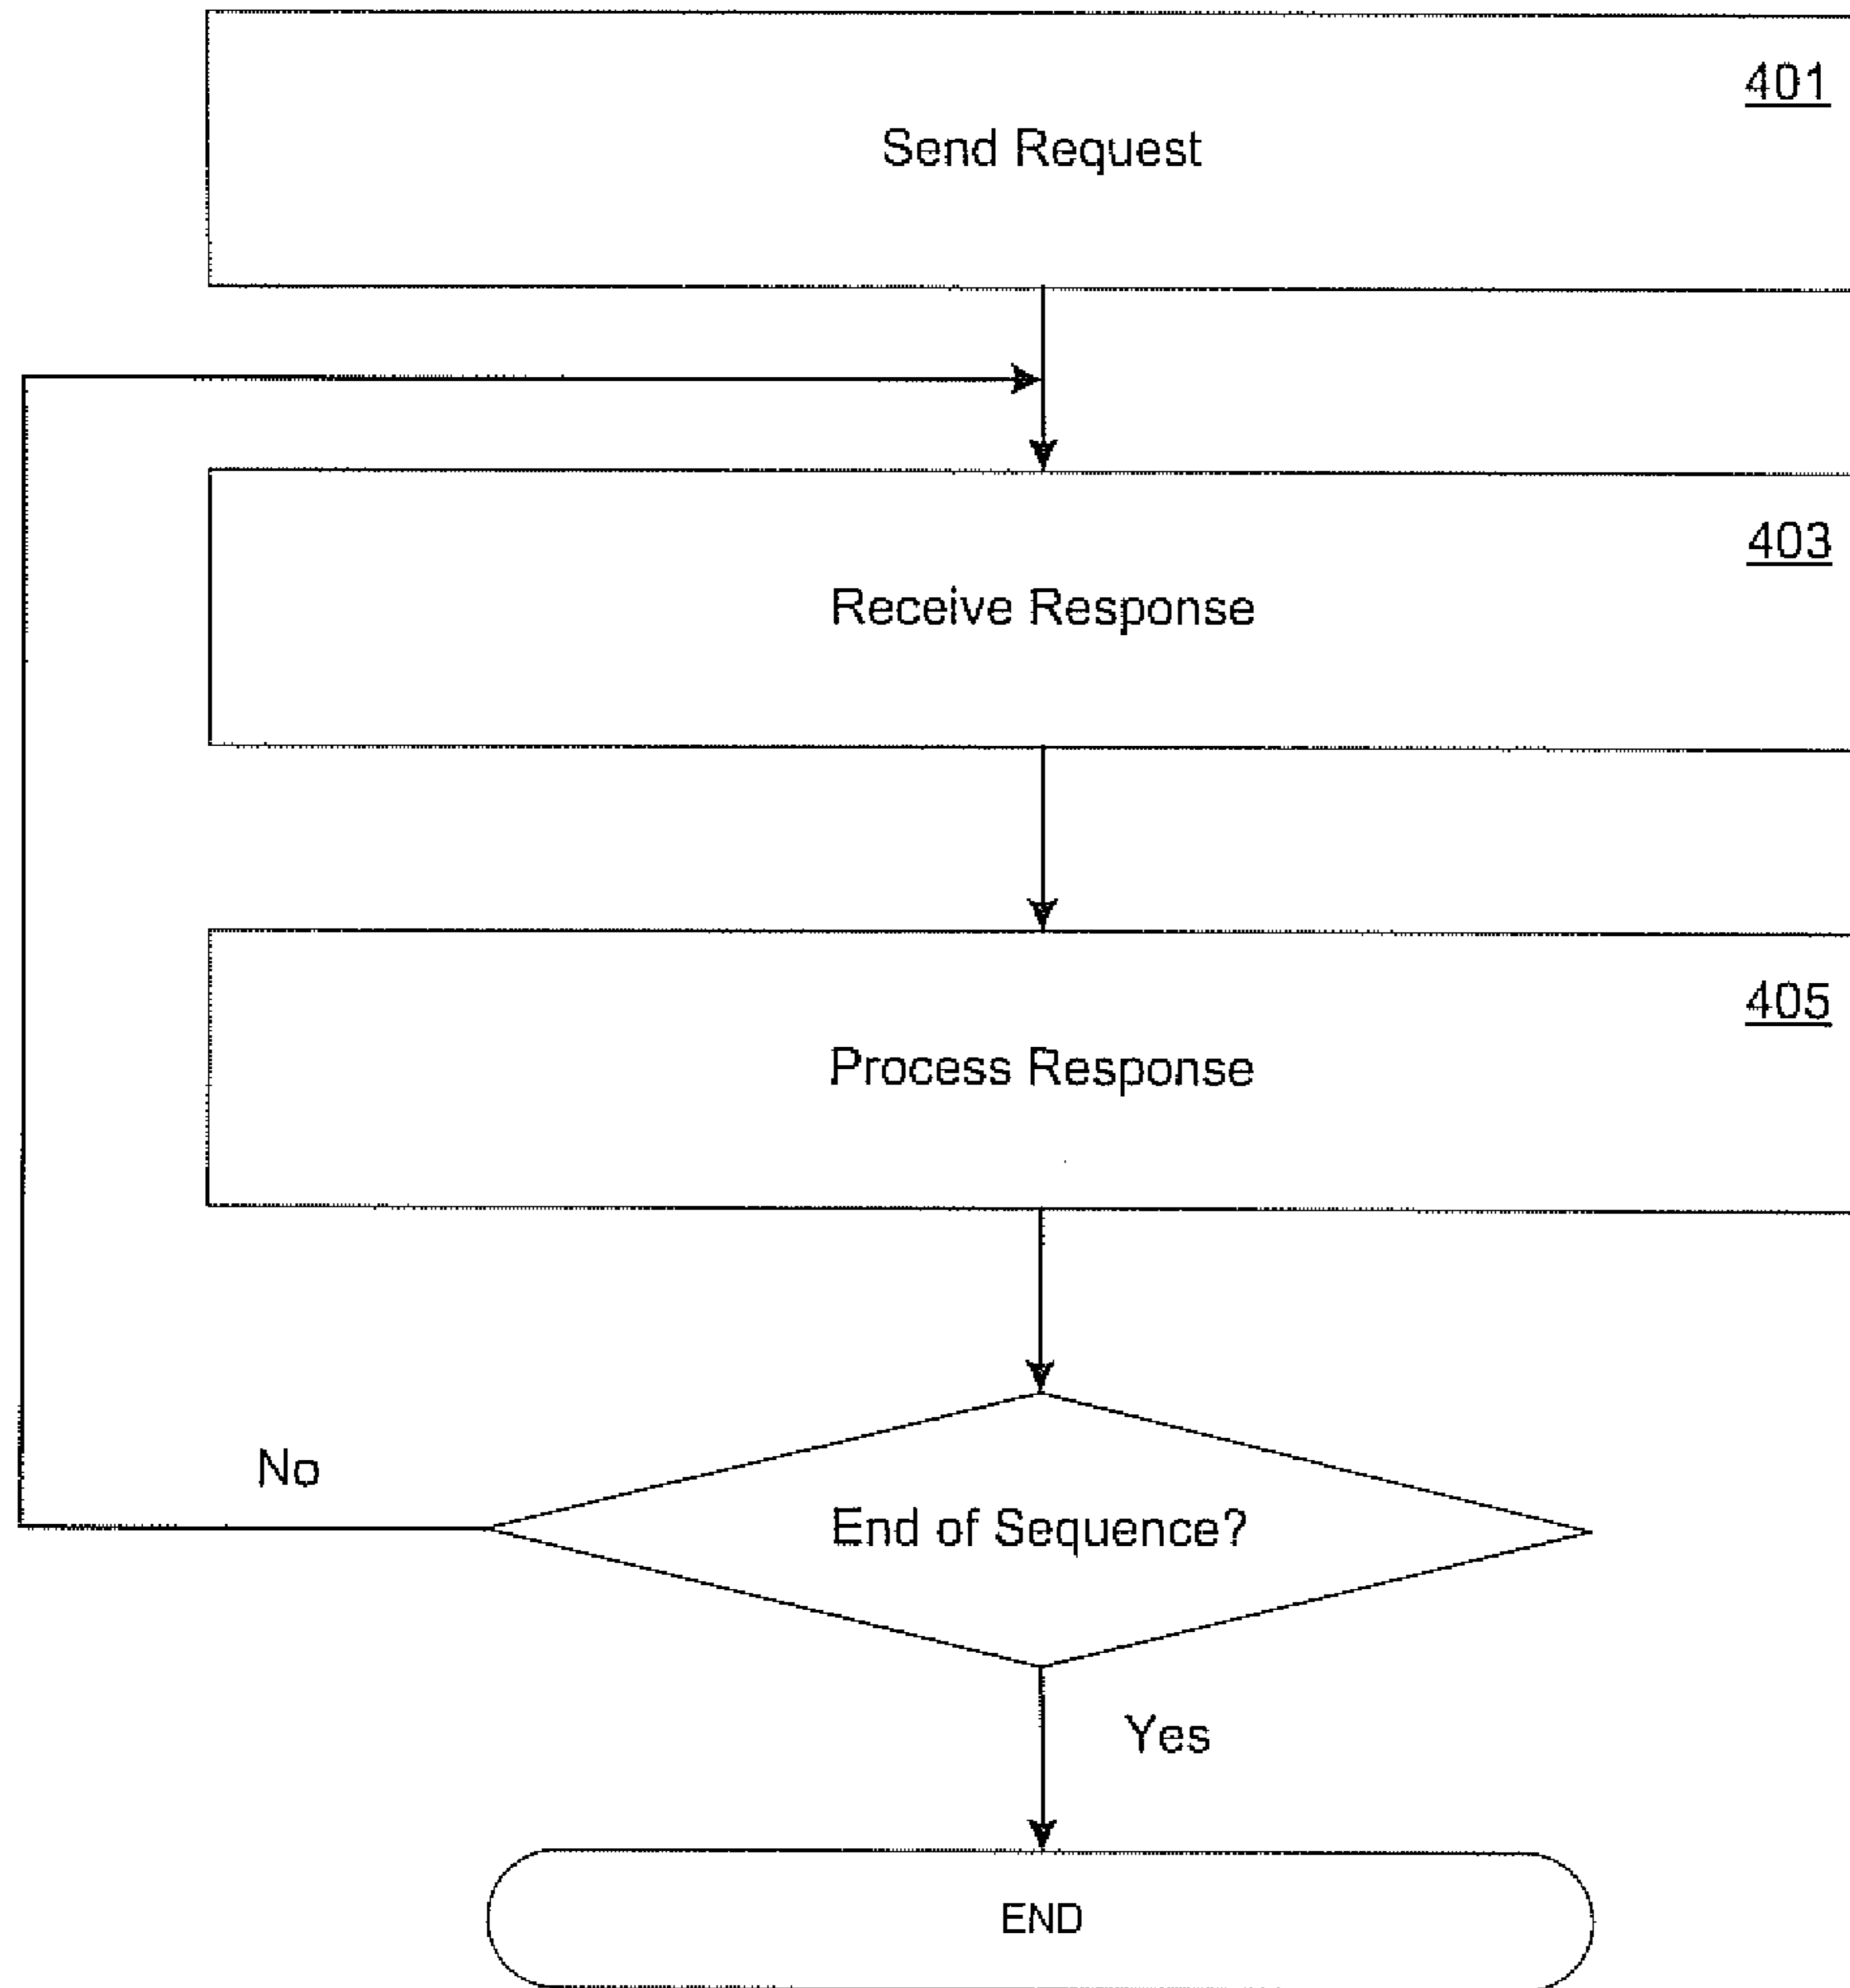 401
Send Request
403
Receive Response
405
Process Response
No
End of Sequence?
Yes
END